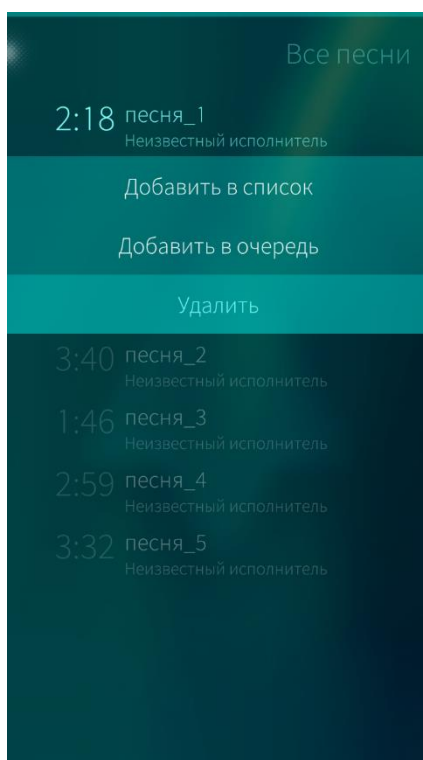 Все песни
2:18 песня_1
Неизвестный исполнитель
Добавить в список
Добавить в очередь
Удалить
3:40 песня_2
Неизвестный исполнитель
1:46 песня_3
Неизвестный исполнитель
2:59 песня_4
Неизвестный исполнитель
3:32 песня_5
Неизвестный исполнитель